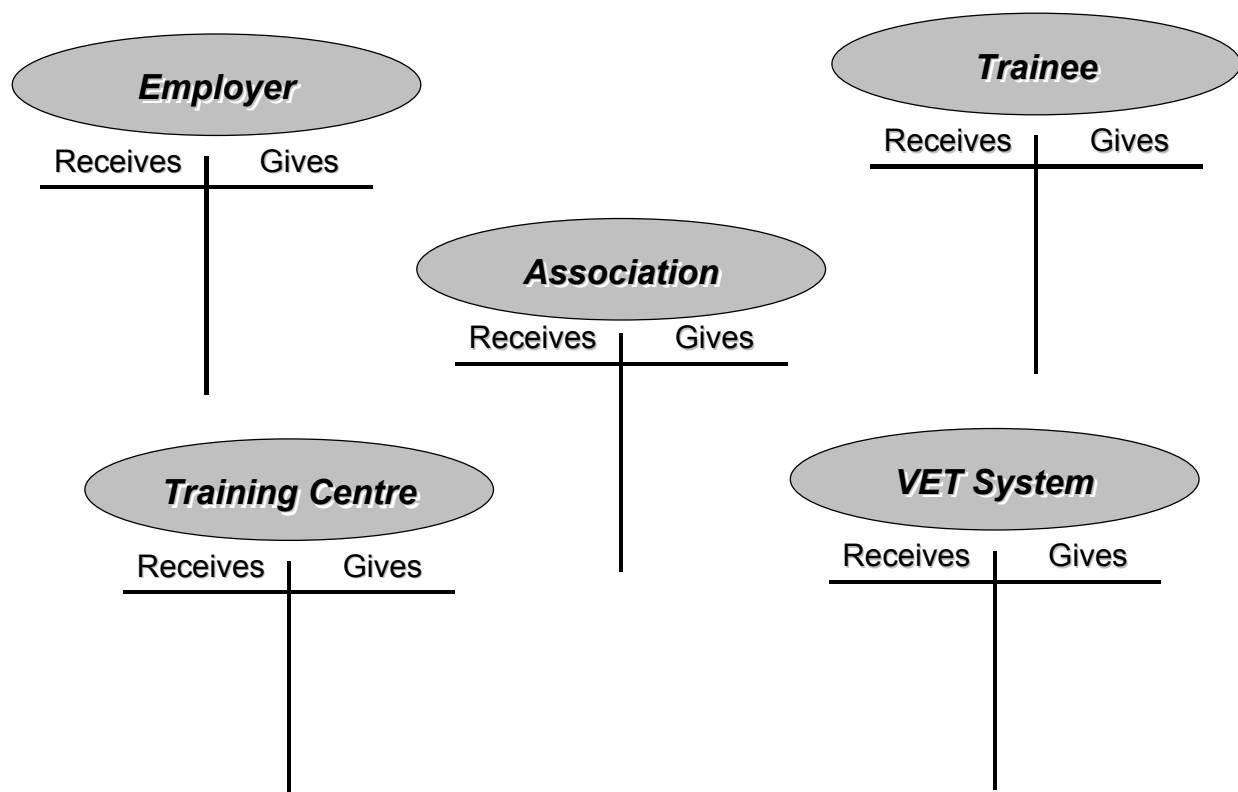 Employer
Receives Gives
Trainee
Receives Gives
Association
Receives Gives
Training Centre
Receives Gives
VET System
Receives Gives